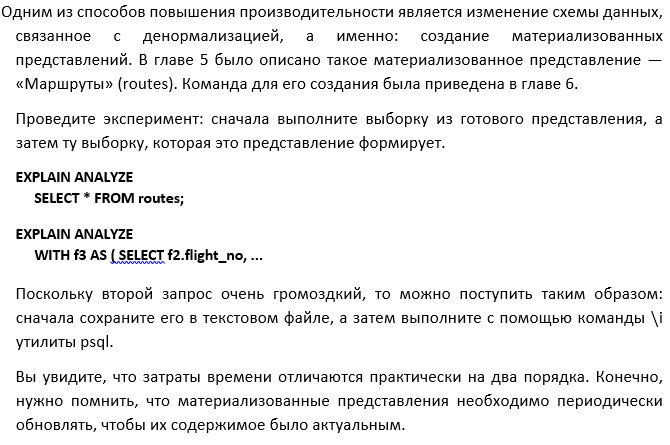 Одним из способов повышения производительности является изменение схемы данных,
связанное с денормализацией, а именно: создание материализованных
представлений. В главе 5 было описано такое материализованное представление —
«Маршруты» (routes). Команда для его создания была приведена в главе 6.
Проведите эксперимент: сначала выполните выборку из готового представления, а
затем ту выборку, которая это представление формирует.
EXPLAIN ANALYZE
SELECT * FROM routes;
EXPLAIN ANALYZE
WITH f3 AS ( SELECT f2.flight_no, ...
Поскольку второй запрос очень громоздкий, то можно поступить таким образом:
сначала сохраните его в текстовом файле, а затем выполните с помощью команды \i
утилиты psql.
Вы увидите, что затраты времени отличаются практически на два порядка. Конечно,
нужно помнить, что материализованные представления необходимо периодически
обновлять, чтобы их содержимое было актуальным.